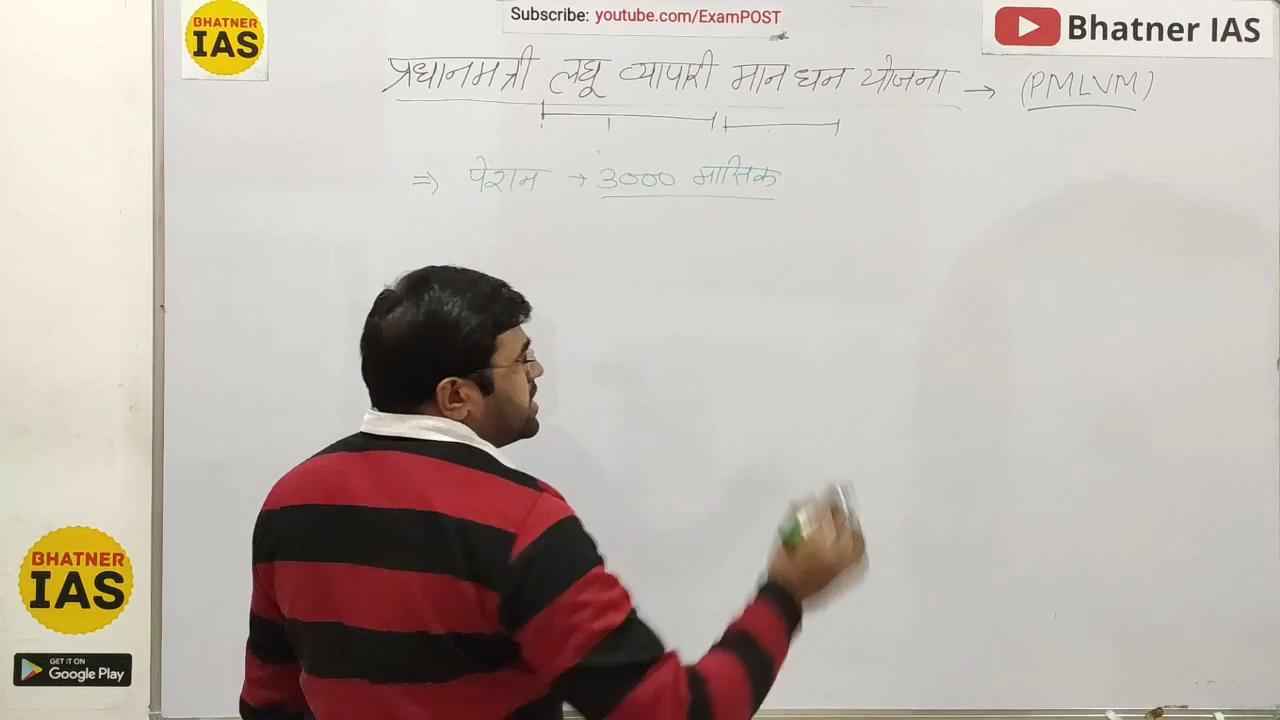 BHATNER
IAS
Subscribe: youtube.com/ExamPOST
Bhatner IAS
प्रधानमंत्री लघु व्यापारी मान धन योजना → (PMLVM)
⇒ पेंशन → 3000 मासिक
BHATNER
IAS
GET IT ON
Google Play